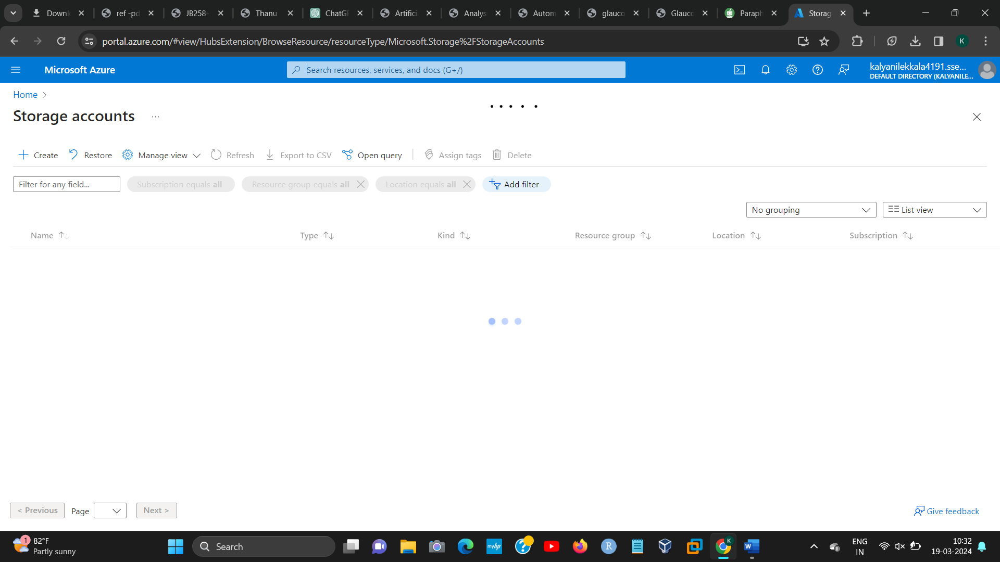 Downl
ref -pd
JB258-
Thanu
ChatG
Artifici
Analys
Autom
glauco
Glauco
Paraph
Storag
portal.azure.com/#view/HubsExtension/BrowseResource/resourceType/Microsoft.Storage%2FStorageAccounts
K
Microsoft Azure
Search resources, services, and docs (G+/)
kalyanilekkala4191.sse...
DEFAULT DIRECTORY (KALYANILE...
Home
Storage accounts ...
Create
Restore
Manage view
Refresh
Export to CSV
Open query
Assign tags
Delete
Filter for any field...
Subscription equals all
Resource group equals all
Location equals all
Add filter
No grouping
List view
Name
Type
Kind
Resource group
Location
Subscription
< Previous
Page
Next >
Give feedback
1
82°F
Partly sunny
Search
myhp
R
K
W
ENG
IN
10:32
19-03-2024